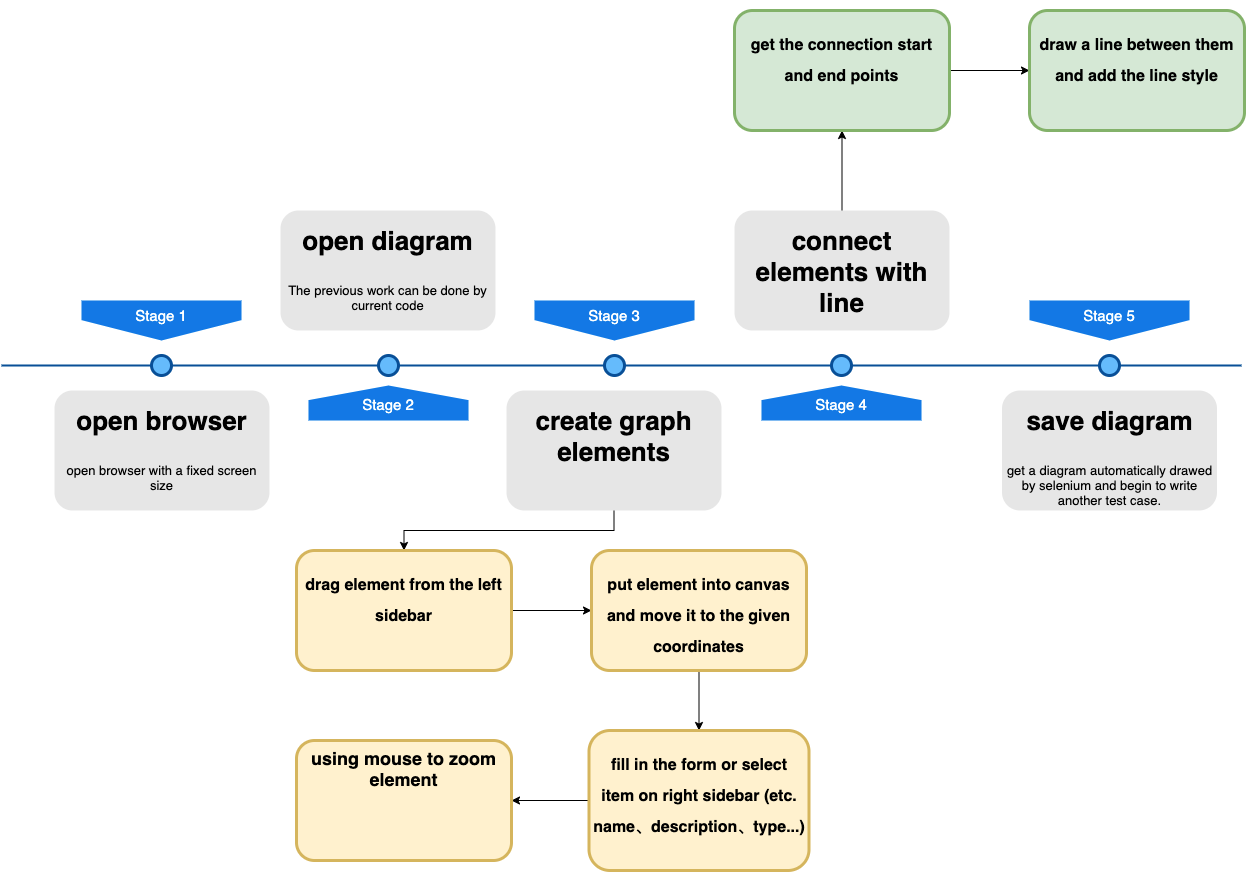 get the connection start
and end points
draw a line between them
and add the line style
open diagram
The previous work can be done by
current code
connect
elements with
line
Stage 1
Stage 3
Stage 5
Stage 2
Stage 4
open browser
open browser with a fixed screen
size
create graph
elements
save diagram
get a diagram automatically drawed
by selenium and begin to write
another test case.
drag element from the left
sidebar
put element into canvas
and move it to the given
coordinates
fill in the form or select
item on right sidebar (etc.
name、description、type...)
using mouse to zoom
element